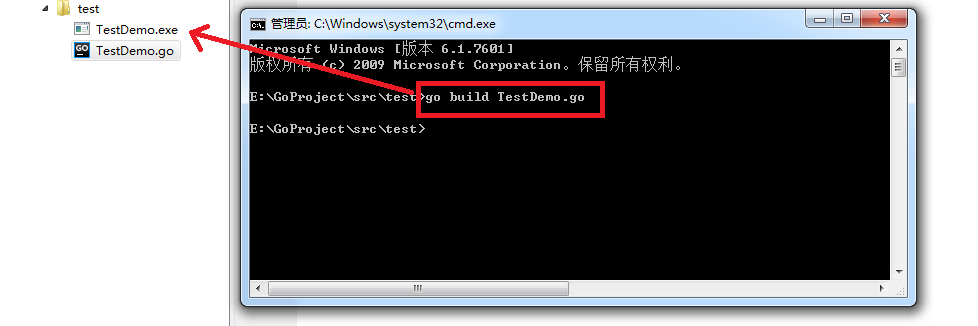 test
TestDemo.exe
GO
TestDemo.go
C:\.
管理员: C:\Windows\system32\cmd.exe
Microsoft Windows [版本 6.1.7601]
版权所有 (c) 2009 Microsoft Corporation。保留所有权利。
E:\GoProject\src\test>go build TestDemo.go
E:\GoProject\src\test>